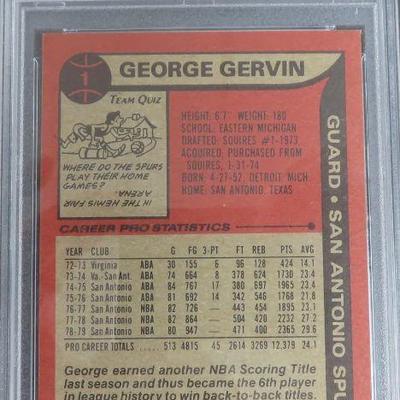 1
GEORGE GERVIN
TEAM QUIZ
WHERE DO THE SPURS
PLAY THEIR HOME
GAMES?
IN THE HEMISFAIR
ARENA.
HEIGHT: 6'7" WEIGHT: 180
SCHOOL: EASTERN MICHIGAN
DRAFTED: SQUIRES #1-1973
ACQUIRED: PURCHASED FROM
SQUIRES, 1-31-74
BORN: 4-27-52, DETROIT, MICH.
HOME: SAN ANTONIO, TEXAS
GUARD • SAN ANTONIO SPU
CAREER PRO STATISTICS
YEAR CLUB G FG 3-PT FT REB PTS AVG
72-73 Virginia ABA 30 155 6 96 128 424 14.1
73-74 Va.-San Ant. ABA 74 664 8 378 624 1730 23.4
74-75 San Antonio ABA 84 767 17 380 697 1965 23.4
75-76 San Antonio ABA 81 692 14 342 546 1768 21.8
76-77 San Antonio NBA 82 726 — 443 454 1895 23.1
77-78 San Antonio NBA 82 864 — 504 420 2232 27.2
78-79 San Antonio NBA 80 947 — 471 400 2365 29.6
PRO CAREER TOTALS 513 4815 45 2614 3269 12,379 24.1
George earned another NBA Scoring Title
last season and thus became the 6th player
in league history to win back-to-back titles.